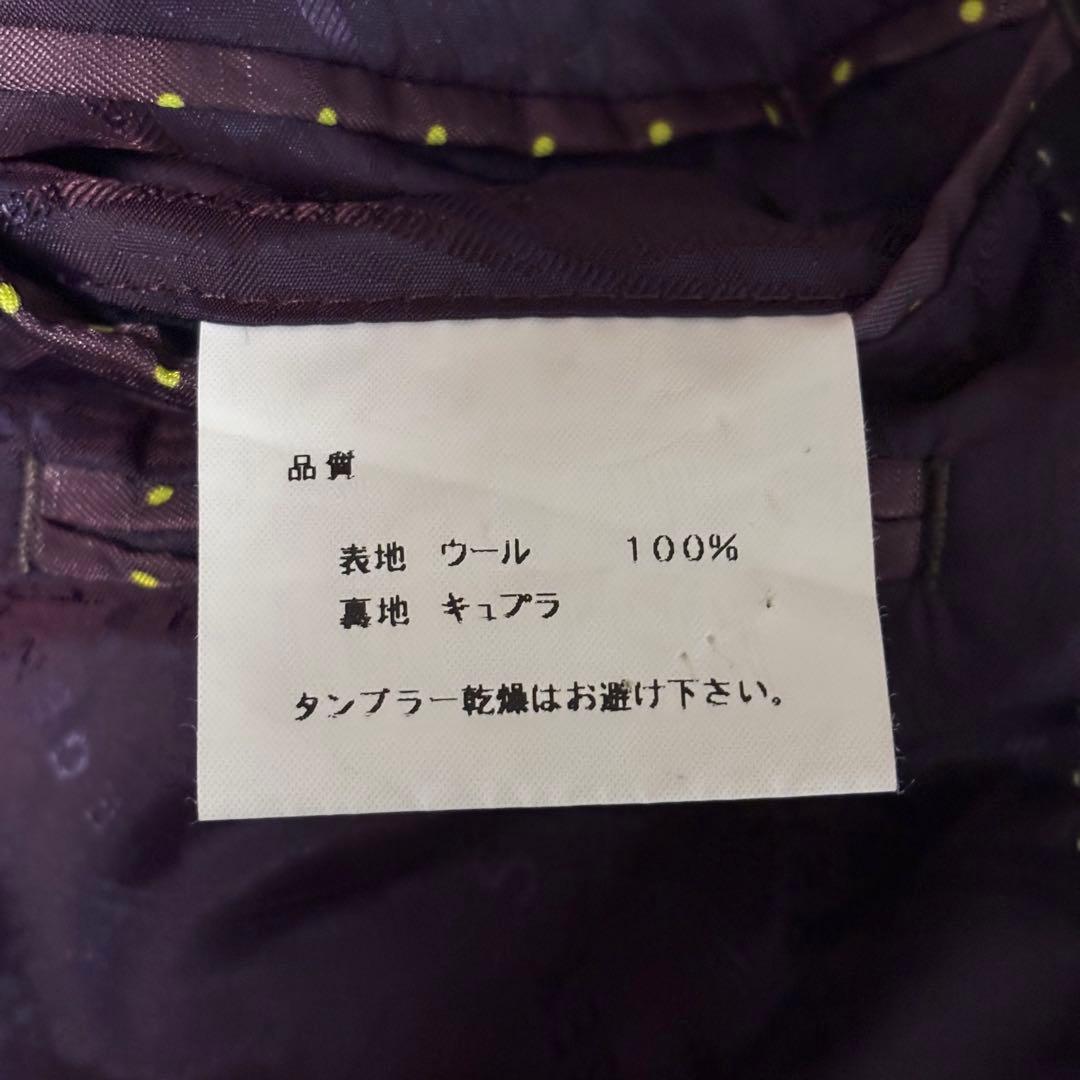 品質
表地 ウール 100%
裏地 キュプラ
タンブラー乾燥はお避け下さい。